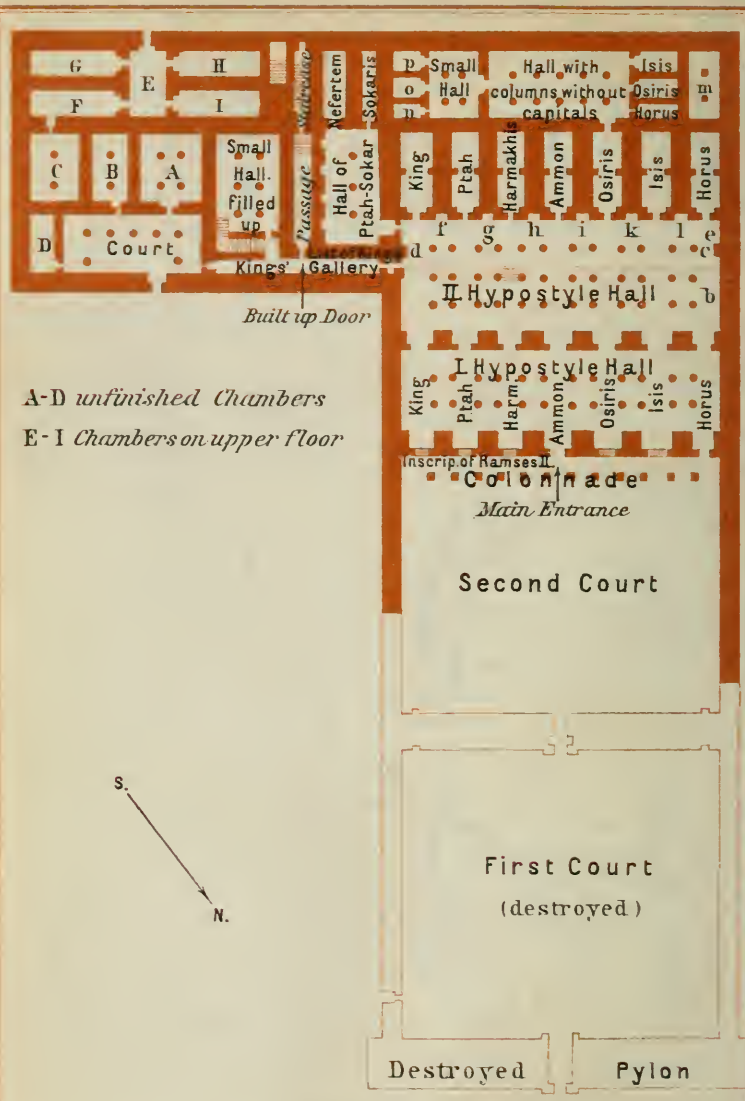 G
H
E
F
I
Staircase
Nefertem
Sokaris
p
o
n
Small
Hall
Hall with
columns without
capitals
Isis
Osiris
Horus
m
C
B
A
Small
Hall.
filled
up
Passage
Hall of
Ptah-Sokar
King
Ptah
Harmakhis
Ammon
Osiris
Isis
Horus
D
Court
f
g
h
i
k
l
e
d
c
Kings'
Gallery
II. Hypostyle Hall
b
Built up Door
I. Hypostyle Hall
King
Ptah
Harm.
Ammon
Osiris
Isis
Horus
A-D unfinished Chambers
E-I Chambers on upper floor
Inscrip. of Ramses II.
Colonnade
Main Entrance
Second Court
S.
N.
First Court
(destroyed)
Destroyed
Pylon